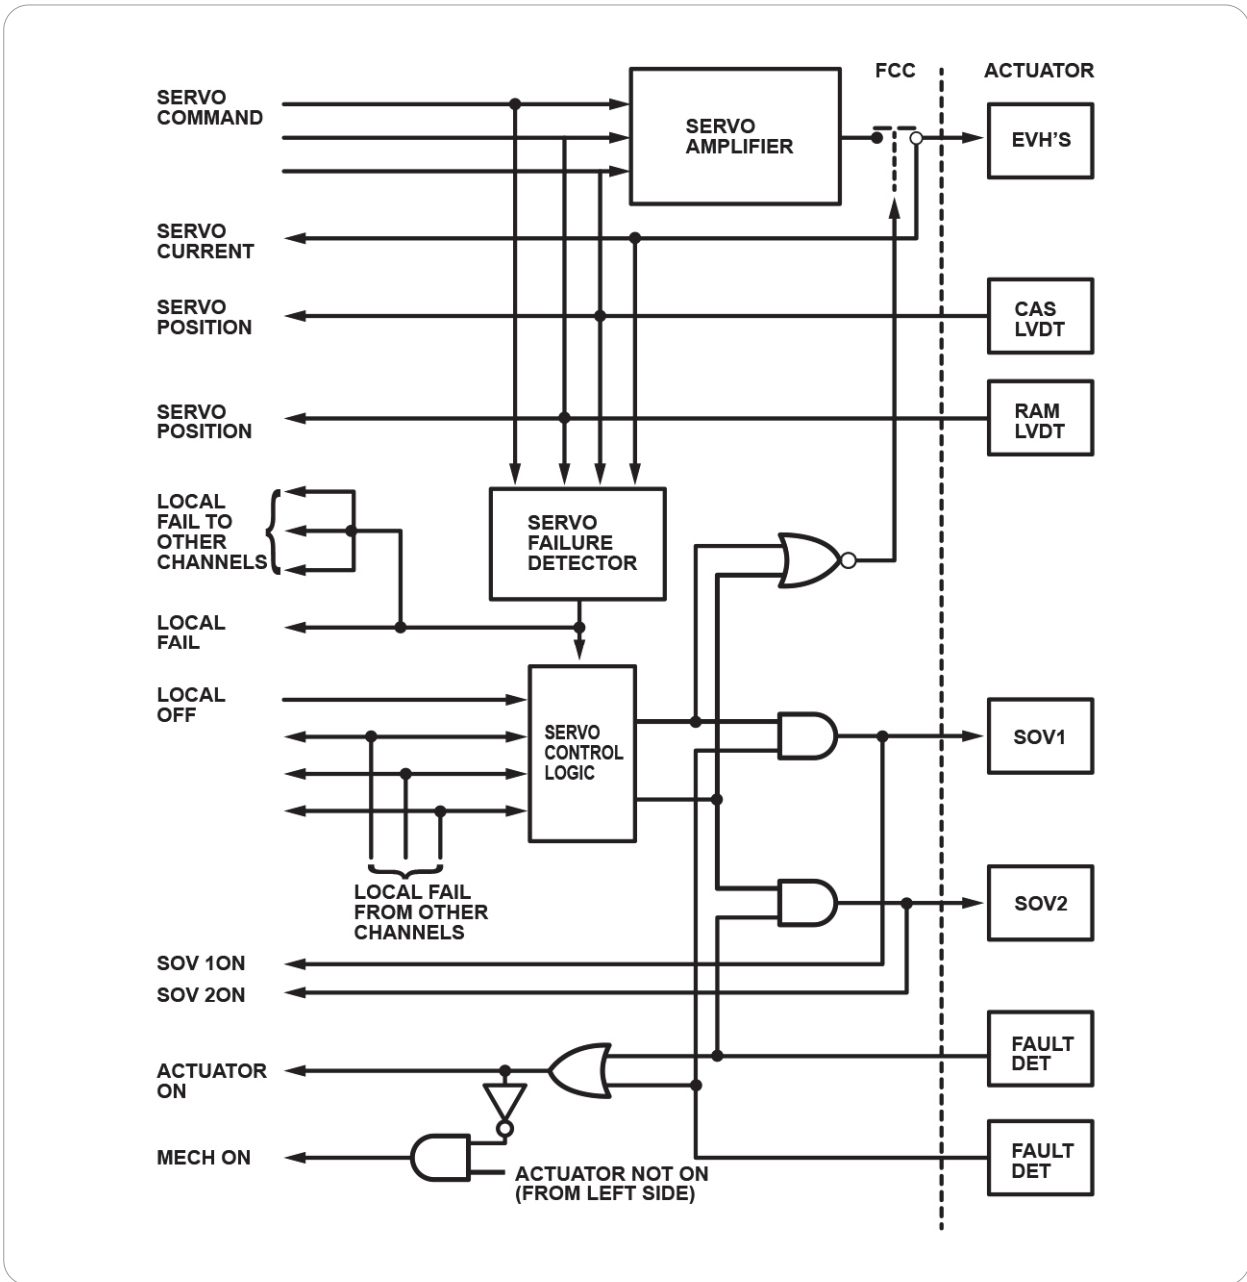 FCC
ACTUATOR
SERVO
COMMAND
SERVO
AMPLIFIER
EVH'S
SERVO
CURRENT
SERVO
POSITION
CAS
LVDT
SERVO
POSITION
RAM
LVDT
LOCAL
FAIL TO
OTHER
CHANNELS
SERVO
FAILURE
DETECTOR
LOCAL
FAIL
LOCAL
OFF
SERVO
CONTROL
LOGIC
SOV1
LOCAL FAIL
FROM OTHER
CHANNELS
SOV2
SOV 1ON
SOV 2ON
ACTUATOR
ON
FAULT
DET
MECH ON
ACTUATOR NOT ON
(FROM LEFT SIDE)
FAULT
DET